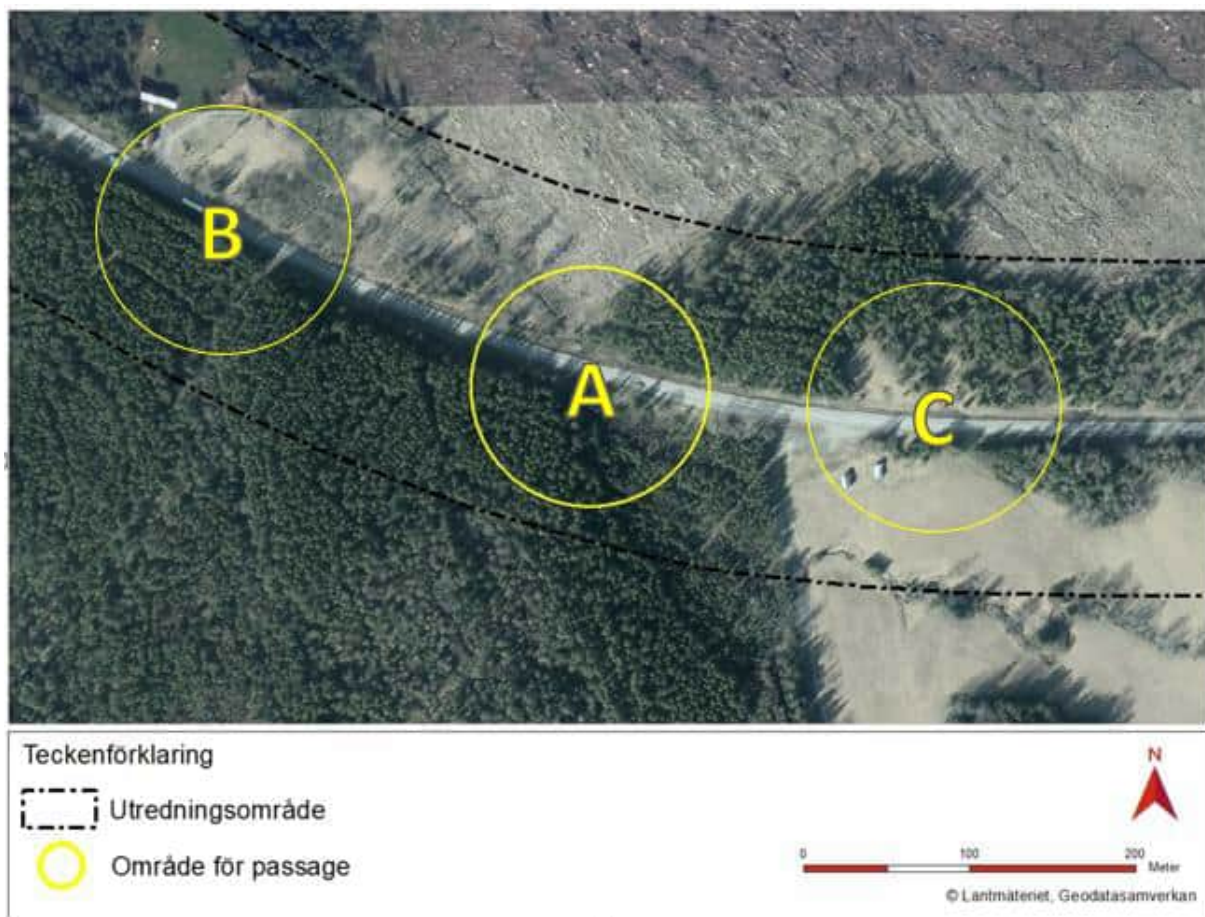 B
A
C
Teckenförklaring
N
Utredningsområde
Område för passage
0 100 200
Meter
© Lantmäteriet, Geodatasamverkan